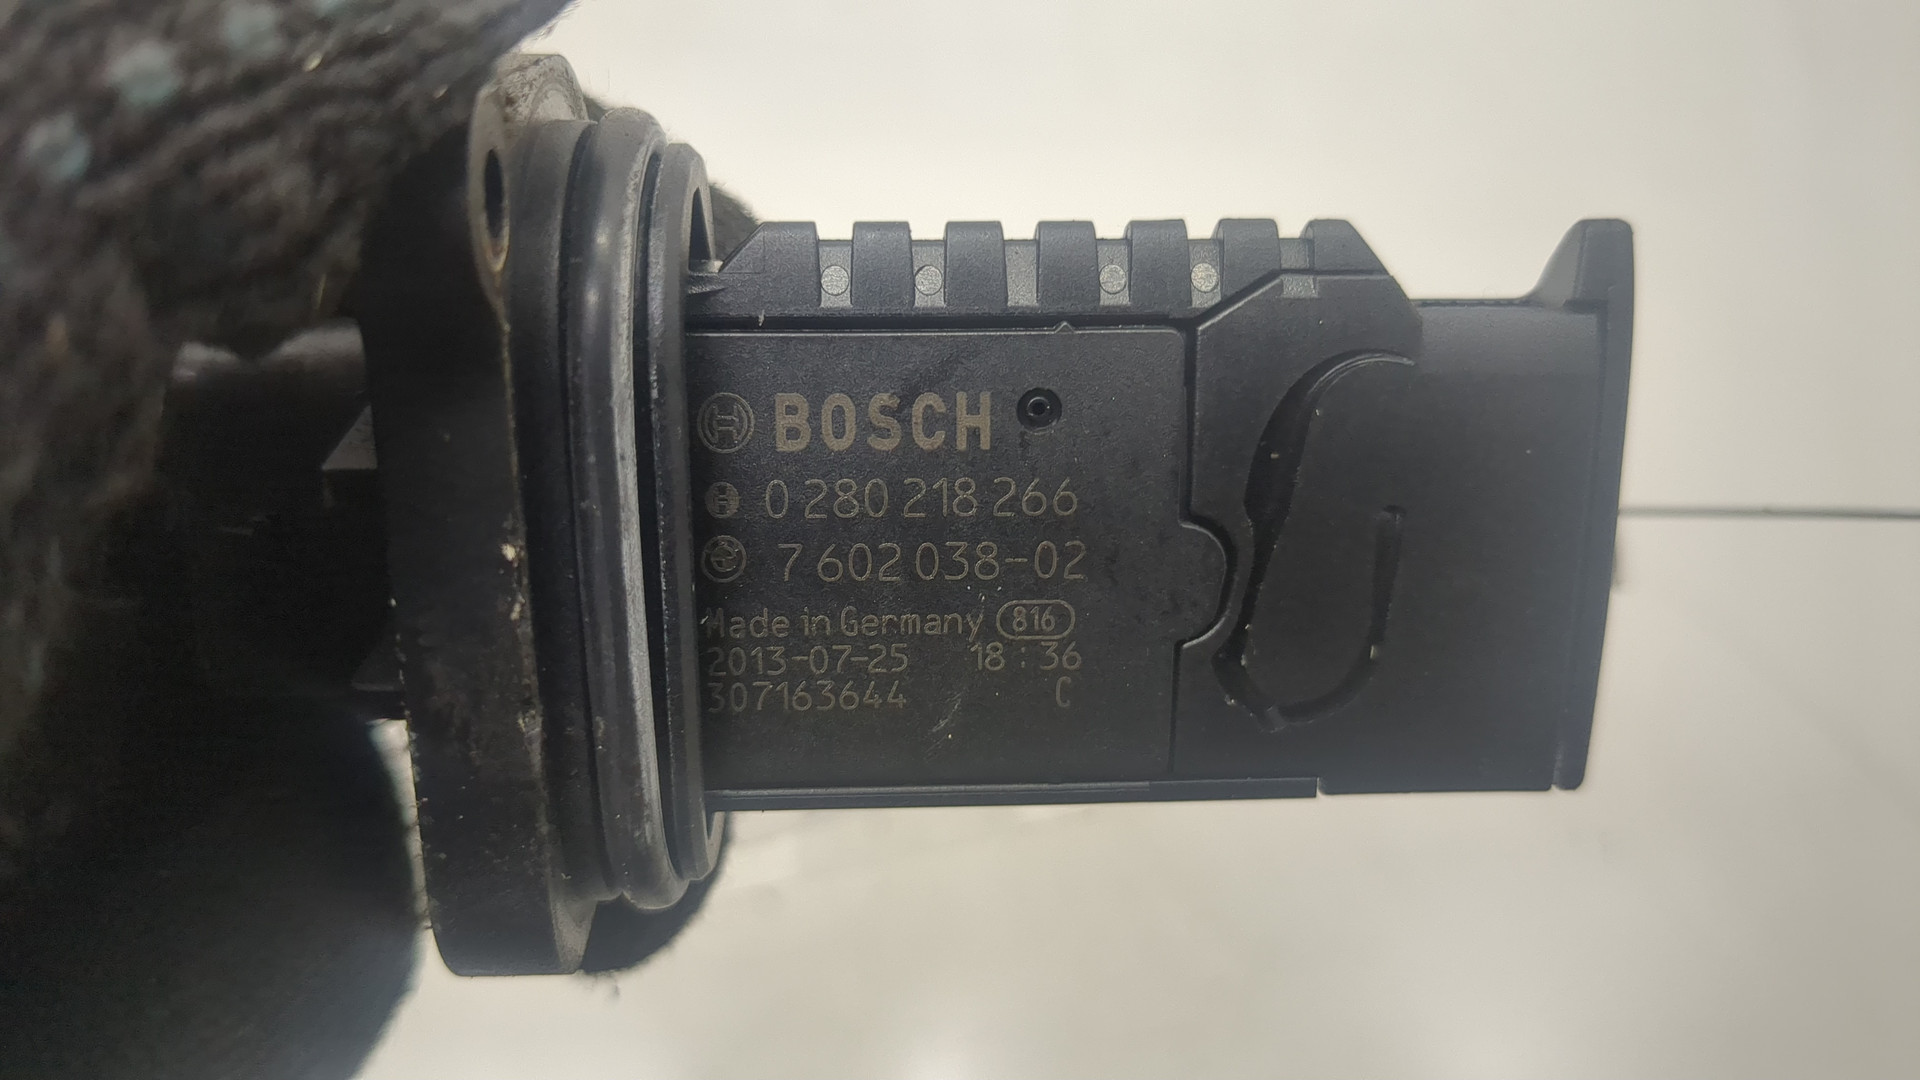 BOSCH
0 280 218 266
7 602 038-02
Made in Germany 816
2013-07-25 18:36
307163644 C